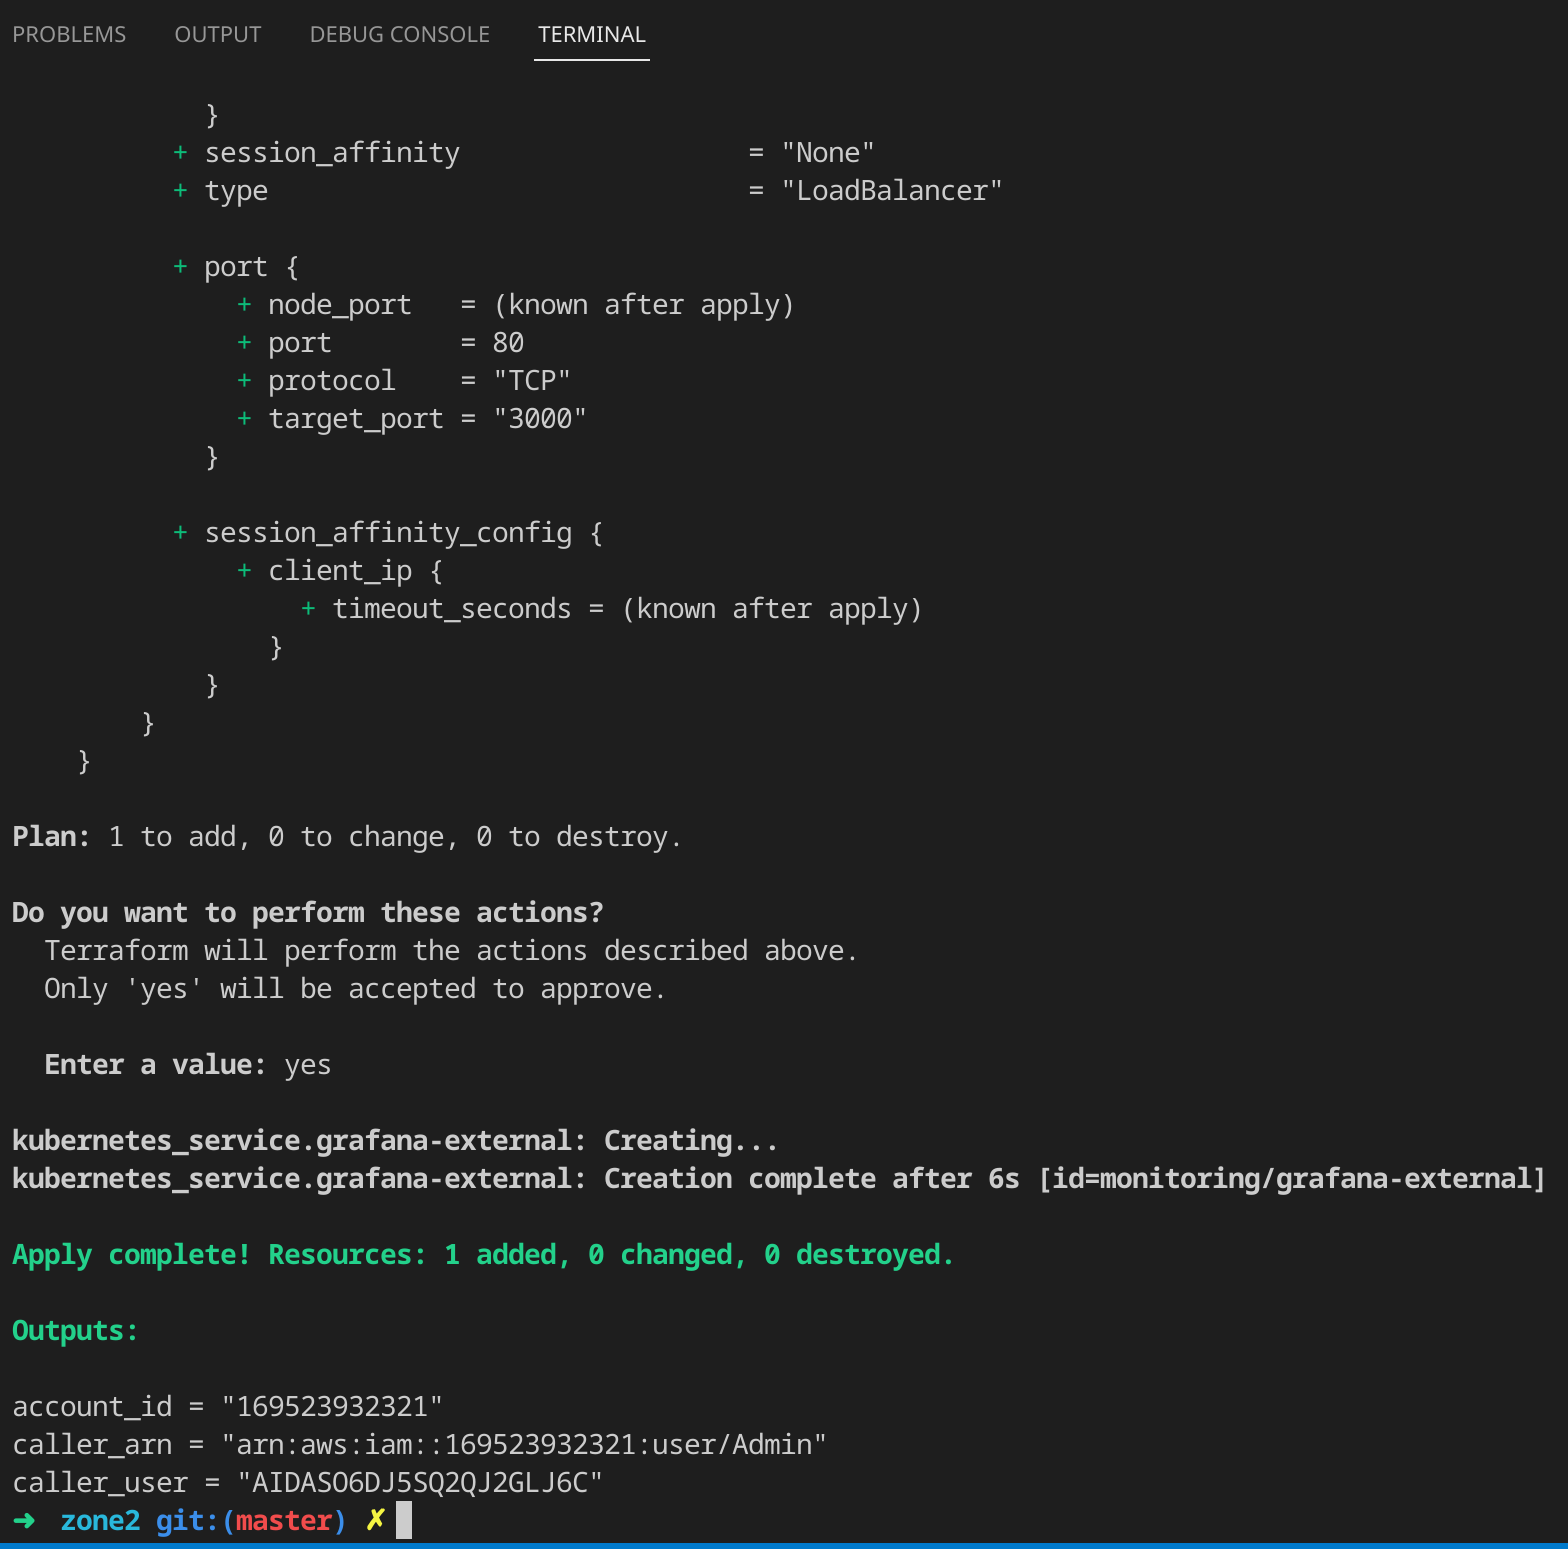 PROBLEMS OUTPUT DEBUG CONSOLE TERMINAL
}
+ session_affinity = "None"
+ type = "LoadBalancer"
+ port {
+ node_port = (known after apply)
+ port = 80
+ protocol = "TCP"
+ target_port = "3000"
}
+ session_affinity_config {
+ client_ip {
+ timeout_seconds = (known after apply)
}
}
}
}
Plan: 1 to add, 0 to change, 0 to destroy.
Do you want to perform these actions?
Terraform will perform the actions described above.
Only 'yes' will be accepted to approve.
Enter a value: yes
kubernetes_service.grafana-external: Creating...
kubernetes_service.grafana-external: Creation complete after 6s [id=monitoring/grafana-external]
Apply complete! Resources: 1 added, 0 changed, 0 destroyed.
Outputs:
account_id = "169523932321"
caller_arn = "arn:aws:iam::169523932321:user/Admin"
caller_user = "AIDASO6DJ5SQ2QJ2GLJ6C"
➜ zone2 git:(master) ✗